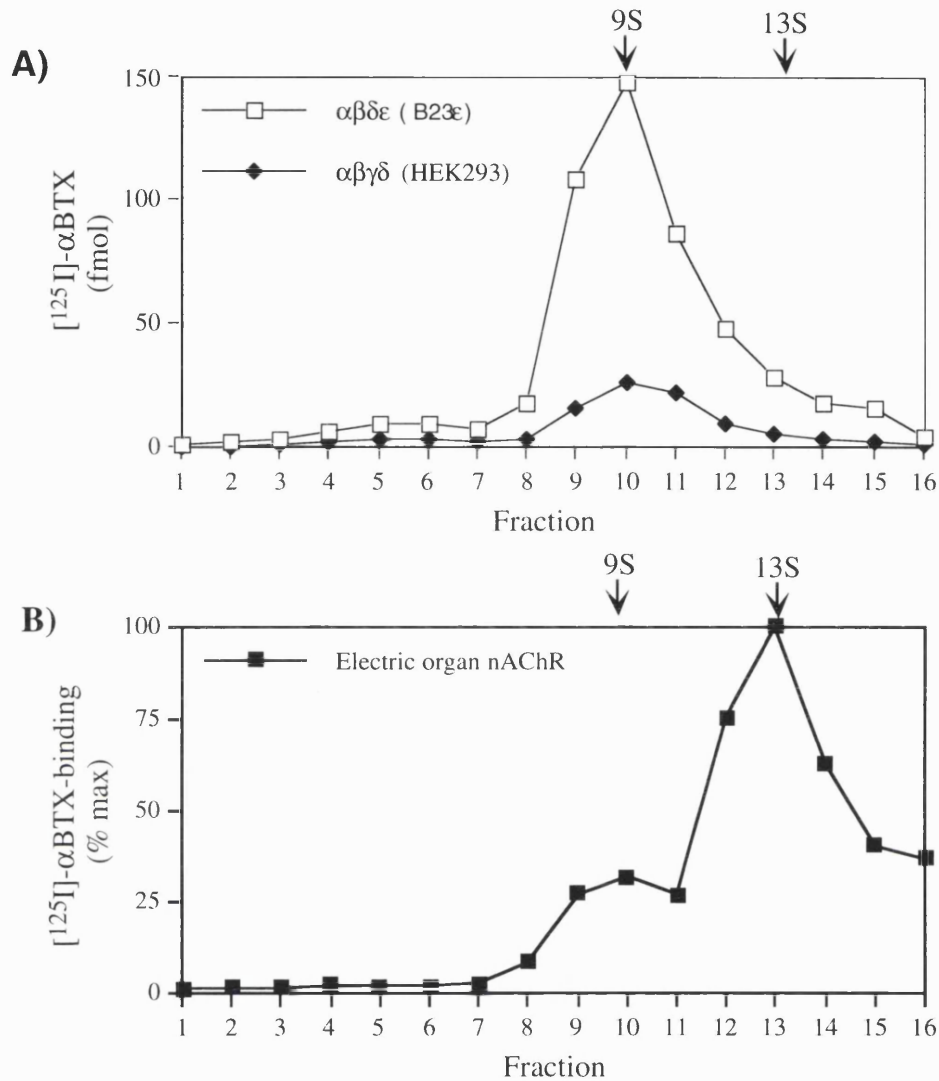 9S 13S
A)
150
100
50
0
[¹²⁵I]-αBTX
(fmol)
αβδε ( B23ε)
αβγδ (HEK293)
1 2 3 4 5 6 7 8 9 10 11 12 13 14 15 16
Fraction
9S 13S
B)
100
75
50
25
0
[¹²⁵I]-αBTX-binding
(% max)
Electric organ nAChR
1 2 3 4 5 6 7 8 9 10 11 12 13 14 15 16
Fraction